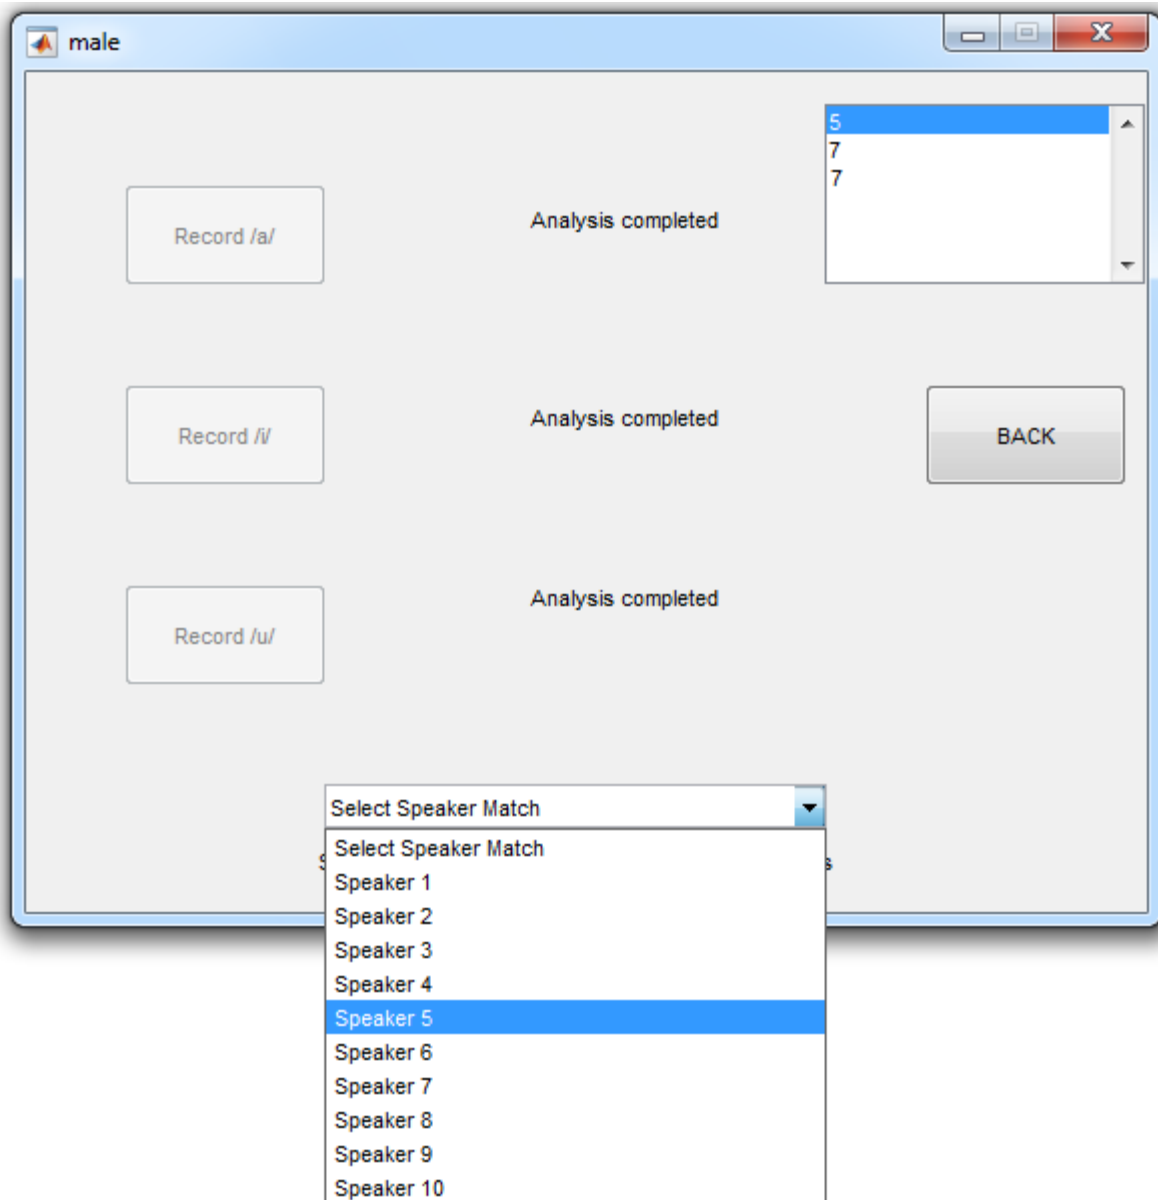 male
5
7
7
Record /a/
Analysis completed
Record /i/
Analysis completed
BACK
Record /u/
Analysis completed
Select Speaker Match
Select Speaker Match
Speaker 1
Speaker 2
Speaker 3
Speaker 4
Speaker 5
Speaker 6
Speaker 7
Speaker 8
Speaker 9
Speaker 10